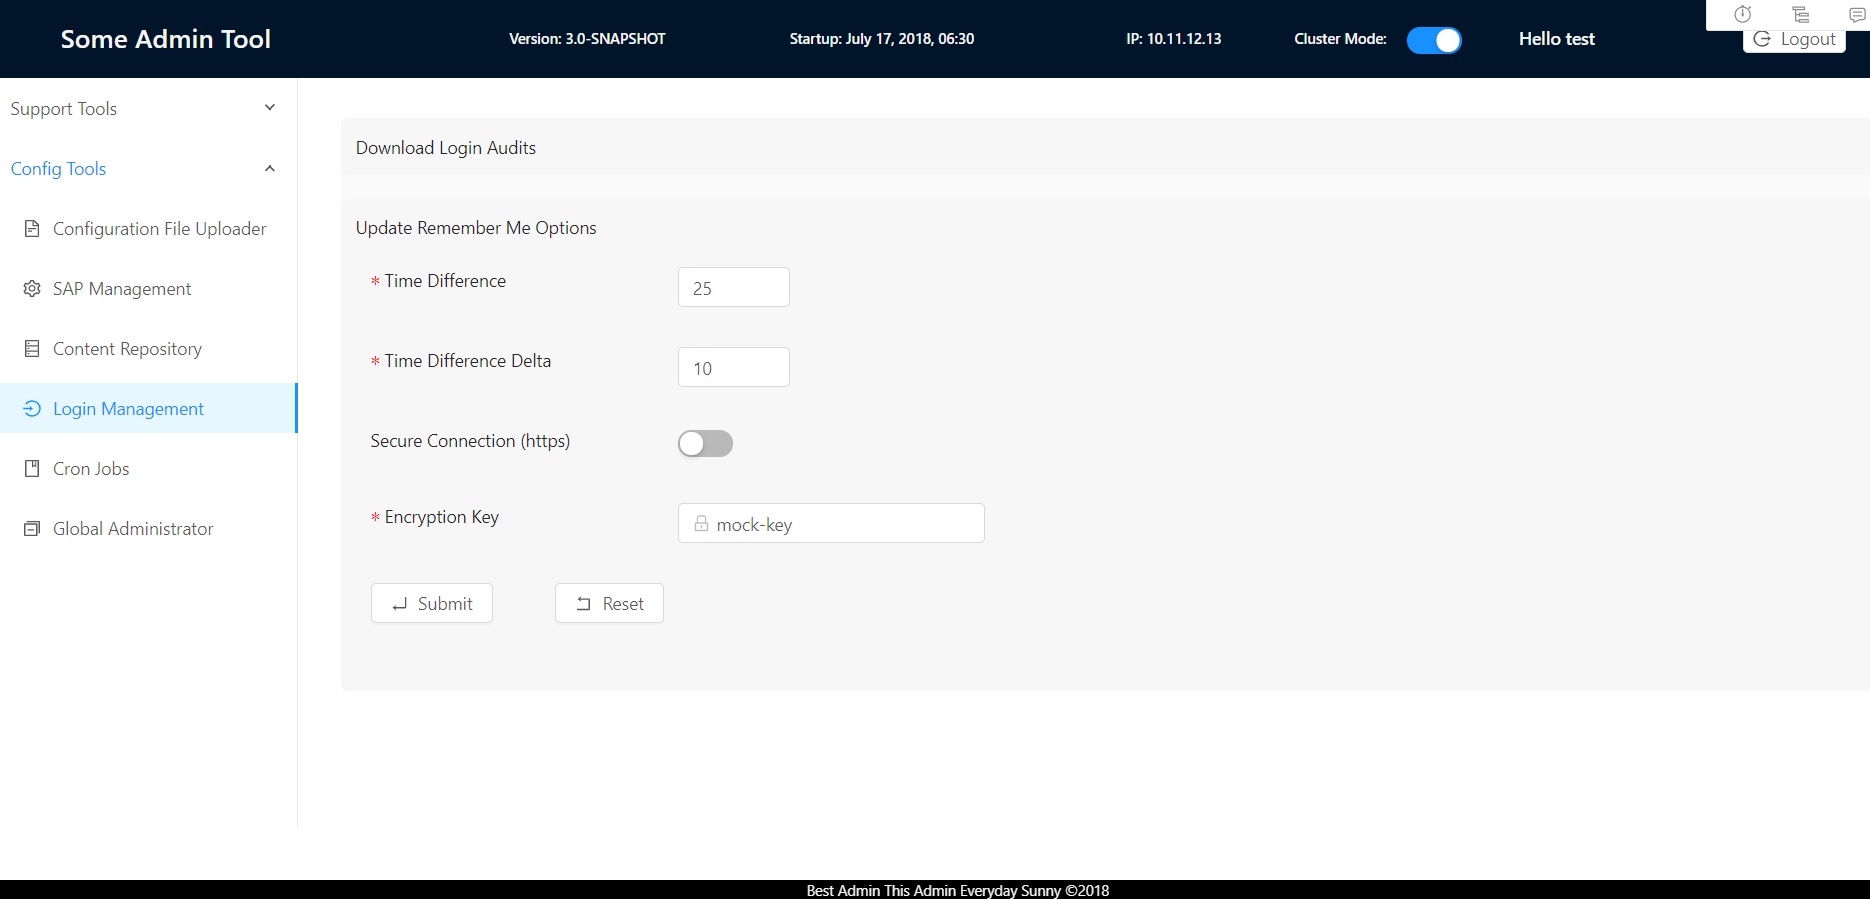 Some Admin Tool
Version: 3.0-SNAPSHOT
Startup: July 17, 2018, 06:30
IP: 10.11.12.13
Cluster Mode:
Hello test
Logout
Support Tools
Config Tools
Configuration File Uploader
SAP Management
Content Repository
Login Management
Cron Jobs
Global Administrator
Download Login Audits
Update Remember Me Options
* Time Difference
25
* Time Difference Delta
10
Secure Connection (https)
* Encryption Key
mock-key
Submit
Reset
Best Admin This Admin Everyday Sunny ©2018